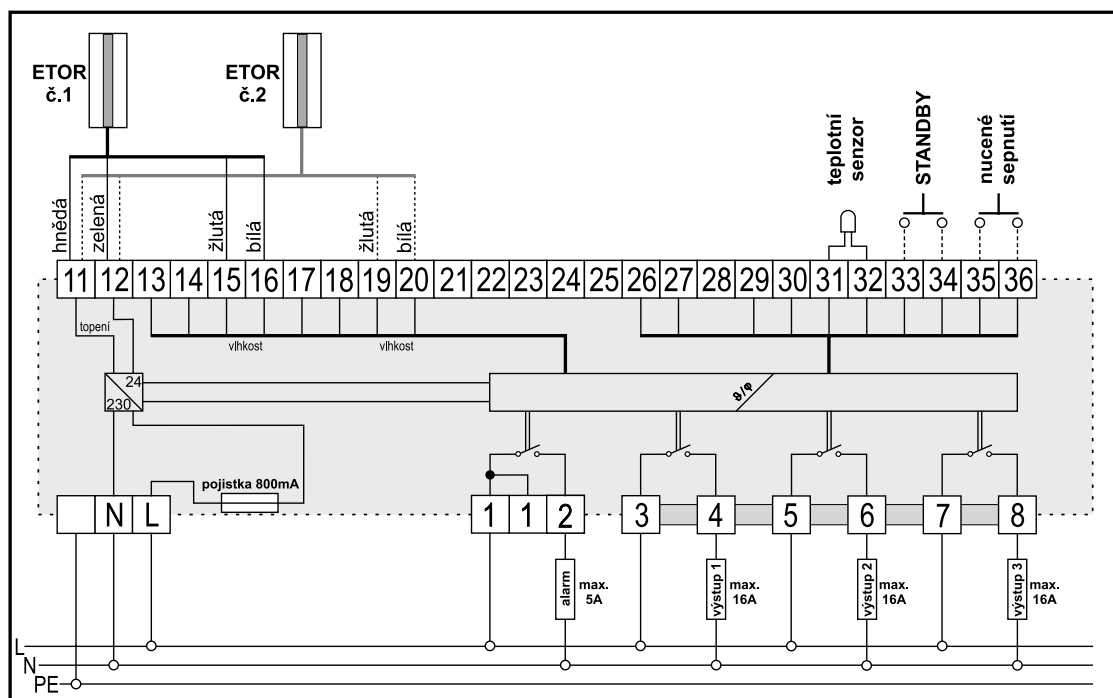 ETOR
č.1
ETOR
č.2
teplotní
senzor
STANDBY
nucené
sepnutí
hnědá
zelená
žlutá
bílá
žlutá
bílá
11 12 13 14 15 16 17 18 19 20 21 22 23 24 25 26 27 28 29 30 31 32 33 34 35 36
topení
vlhkost
vlhkost
24
230
ϑ/φ
pojistka 800mA
N L 1 1 2 3 4 5 6 7 8
alarm
max.
5A
výstup 1
max.
16A
výstup 2
max.
16A
výstup 3
max.
16A
L
N
PE